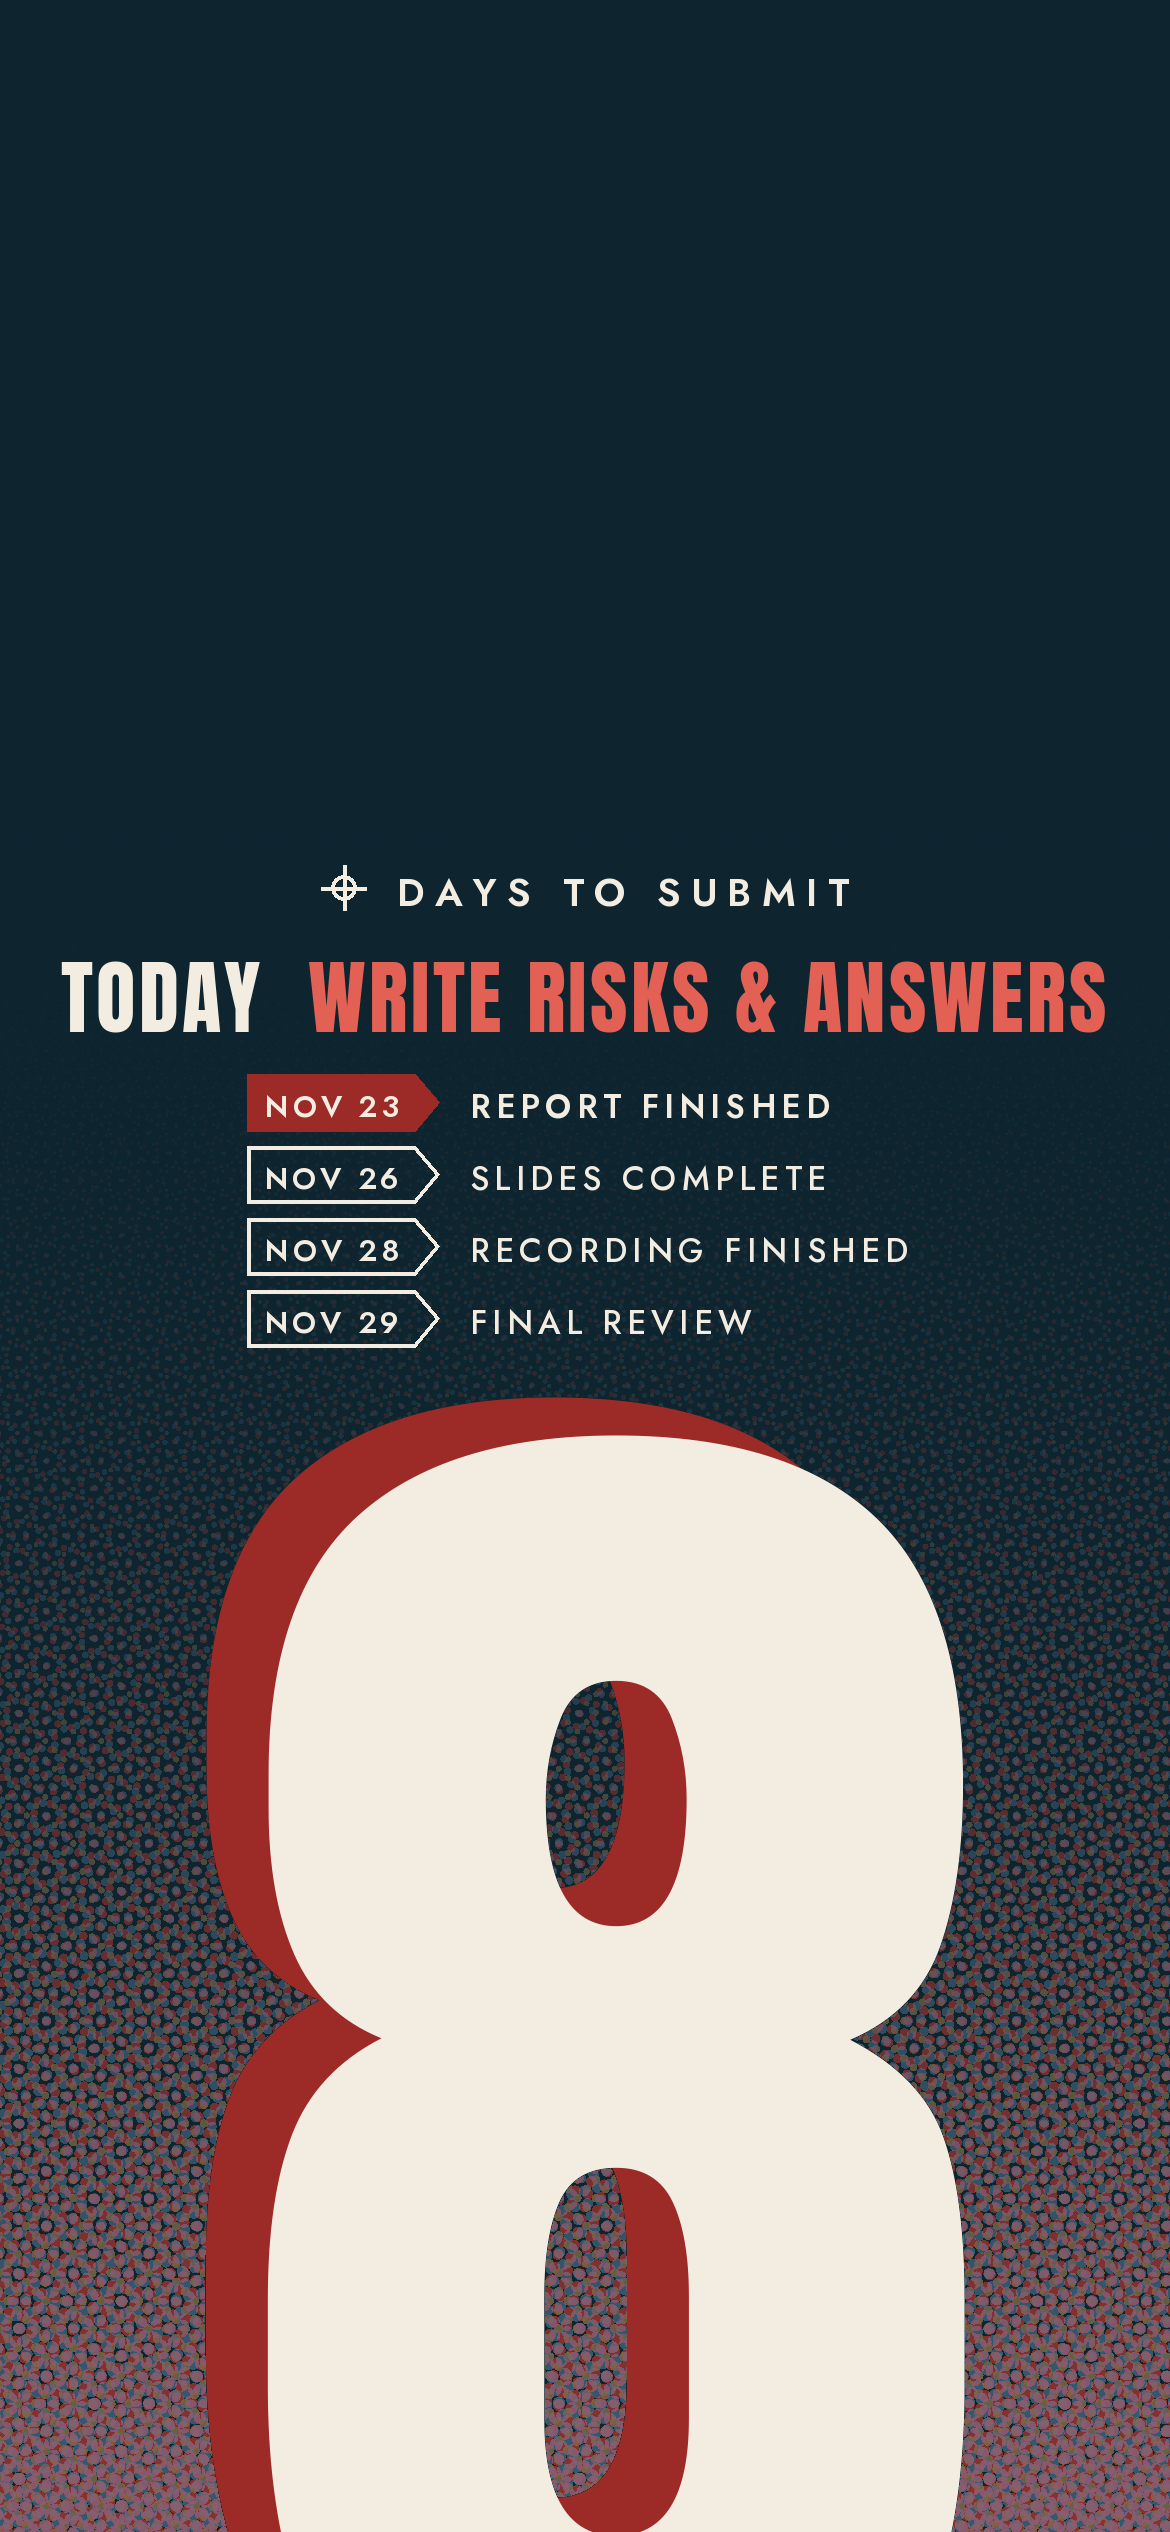 DAYS TO SUBMIT
TODAY WRITE RISKS & ANSWERS
NOV 23 REPORT FINISHED
NOV 26 SLIDES COMPLETE
NOV 28 RECORDING FINISHED
NOV 29 FINAL REVIEW
8